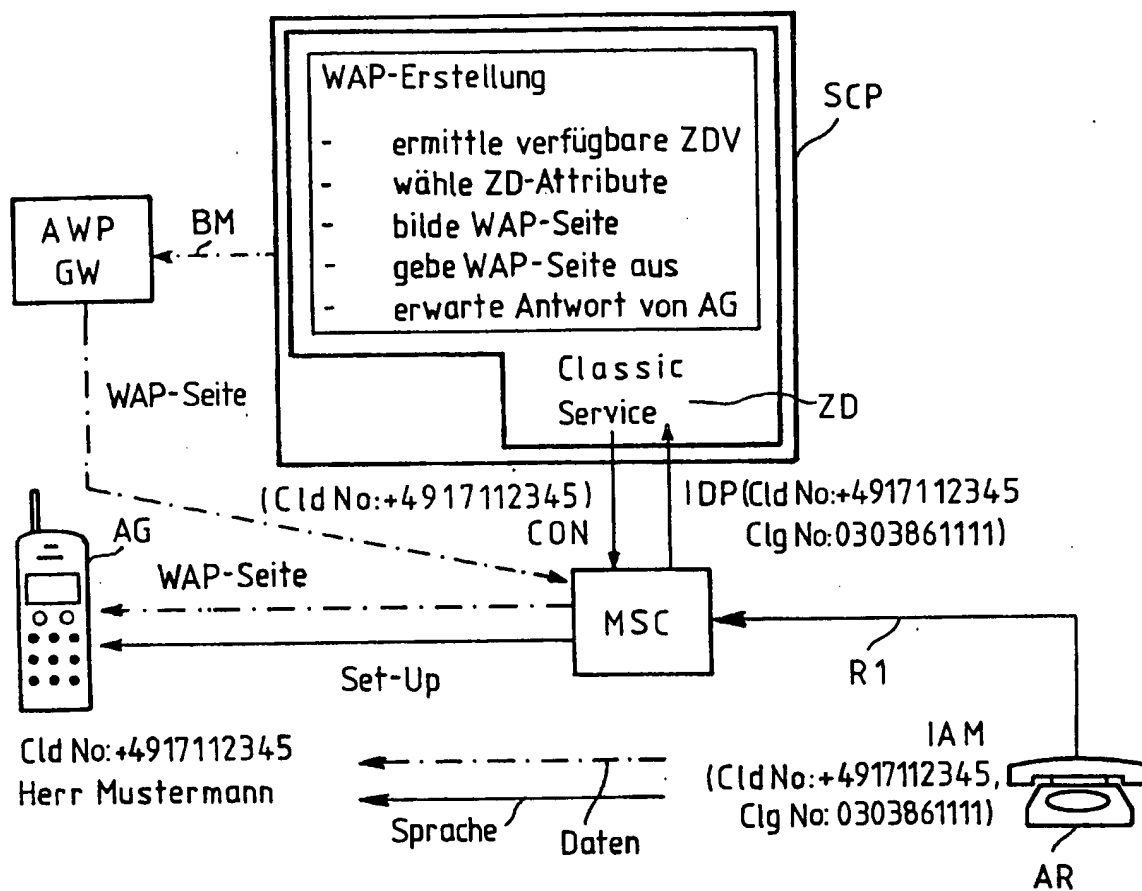 WAP-Erstellung
- ermittle verfügbare ZDV
- wähle ZD-Attribute
- bilde WAP-Seite
- gebe WAP-Seite aus
- erwarte Antwort von AG
SCP
AWP
GW
BM
Classic
Service
ZD
WAP-Seite
(Cld No:+4917112345)
CON
IDP(Cld No:+4917112345
Clg No:0303861111)
AG
WAP-Seite
MSC
Set-Up
R1
Cld No:+4917112345
Herr Mustermann
IAM
(Cld No:+4917112345,
Clg No: 0303861111)
Sprache
Daten
AR